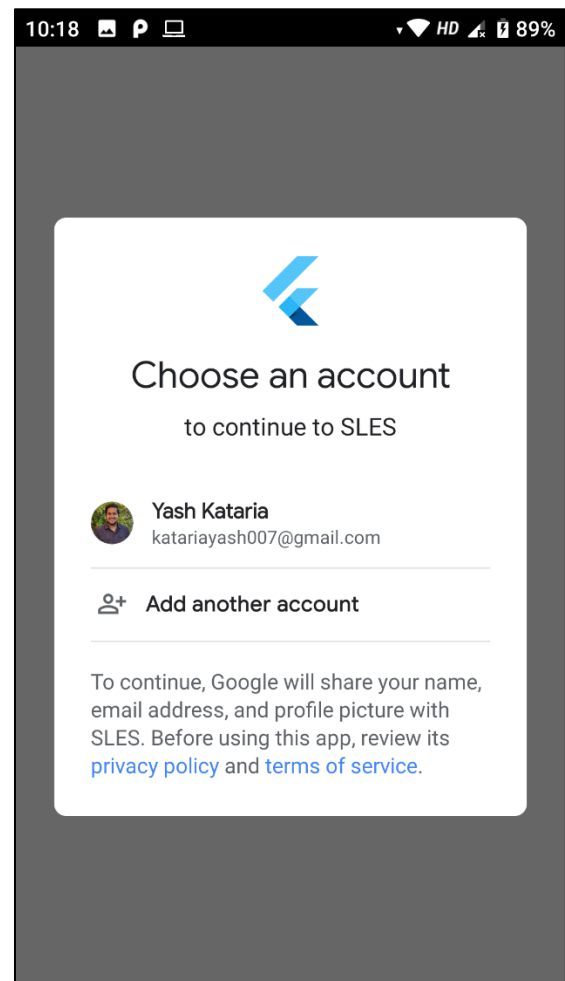 10:18 HD 89%
Choose an account
to continue to SLES
Yash Kataria
katariayash007@gmail.com
Add another account
To continue, Google will share your name,
email address, and profile picture with
SLES. Before using this app, review its
privacy policy and terms of service.